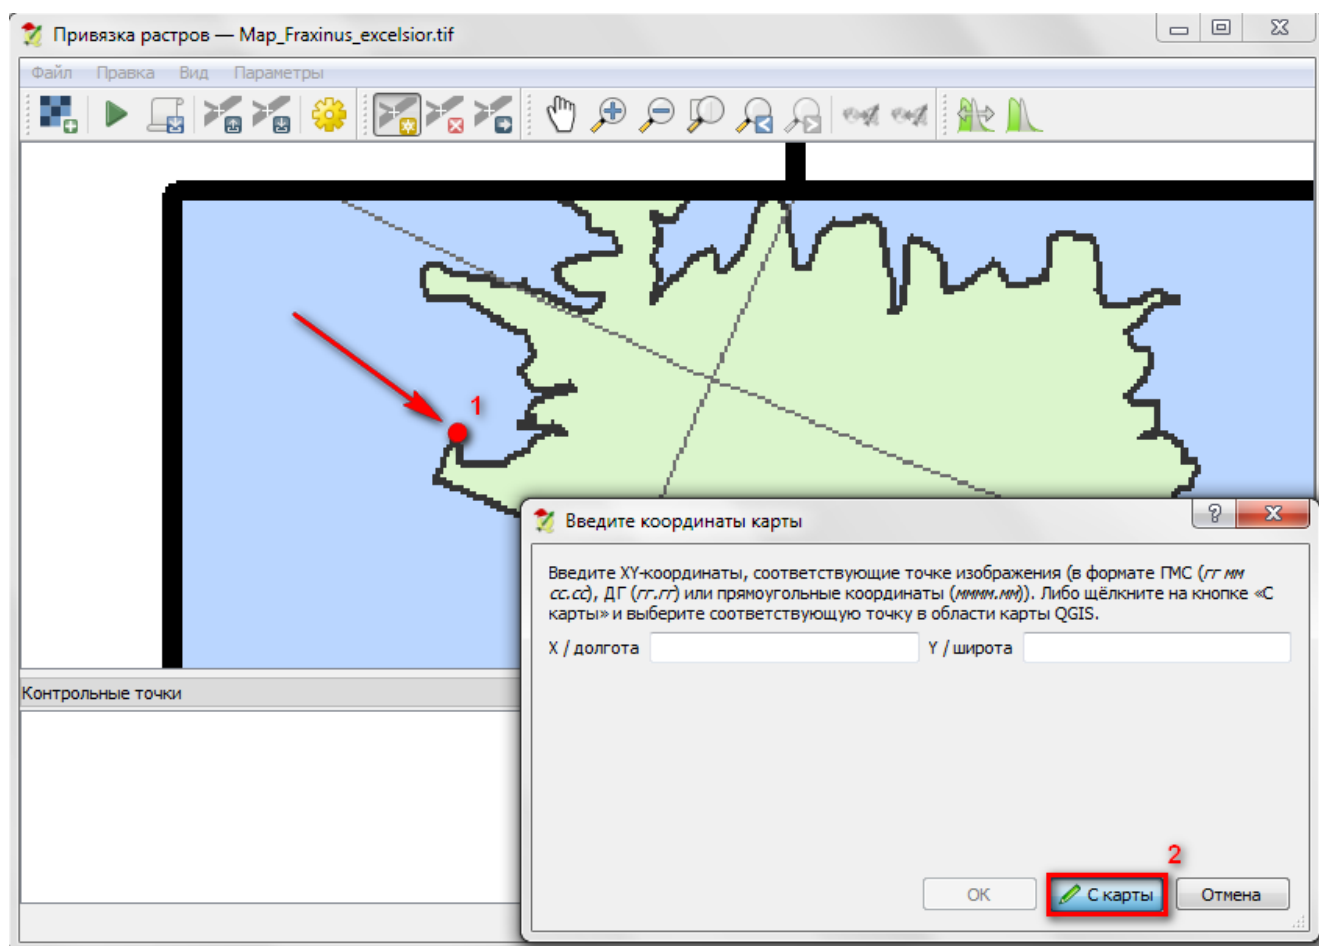 Привязка растров — Map_Fraxinus_excelsior.tif
Файл Правка Вид Параметры
1
Введите координаты карты
Введите XY-координаты, соответствующие точке изображения (в формате ГМС (гг мм
сс.сс), ДГ (гг.гг) или прямоугольные координаты (мммм.мм)). Либо щёлкните на кнопке «С
карты» и выберите соответствующую точку в области карты QGIS.
X / долгота Y / широта
Контрольные точки
2
OK С карты Отмена